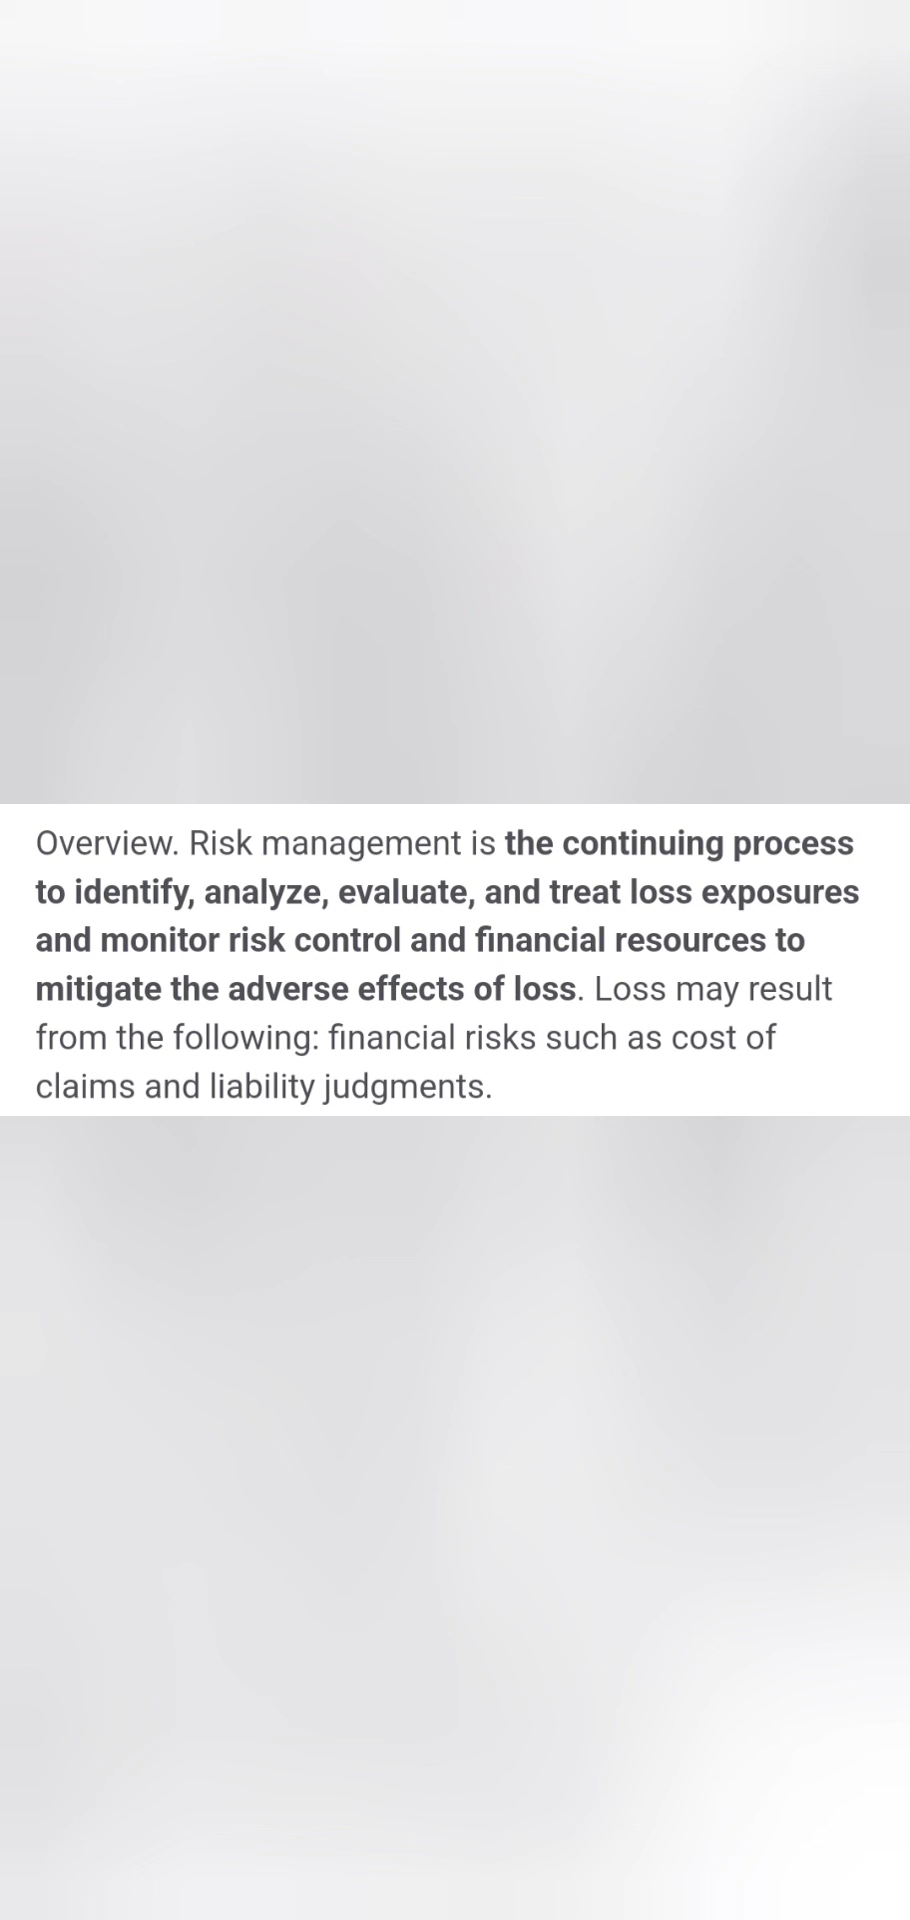 Overview. Risk management is the continuing process
to identify, analyze, evaluate, and treat loss exposures
and monitor risk control and financial resources to
mitigate the adverse effects of loss. Loss may result
from the following: financial risks such as cost of
claims and liability judgments.